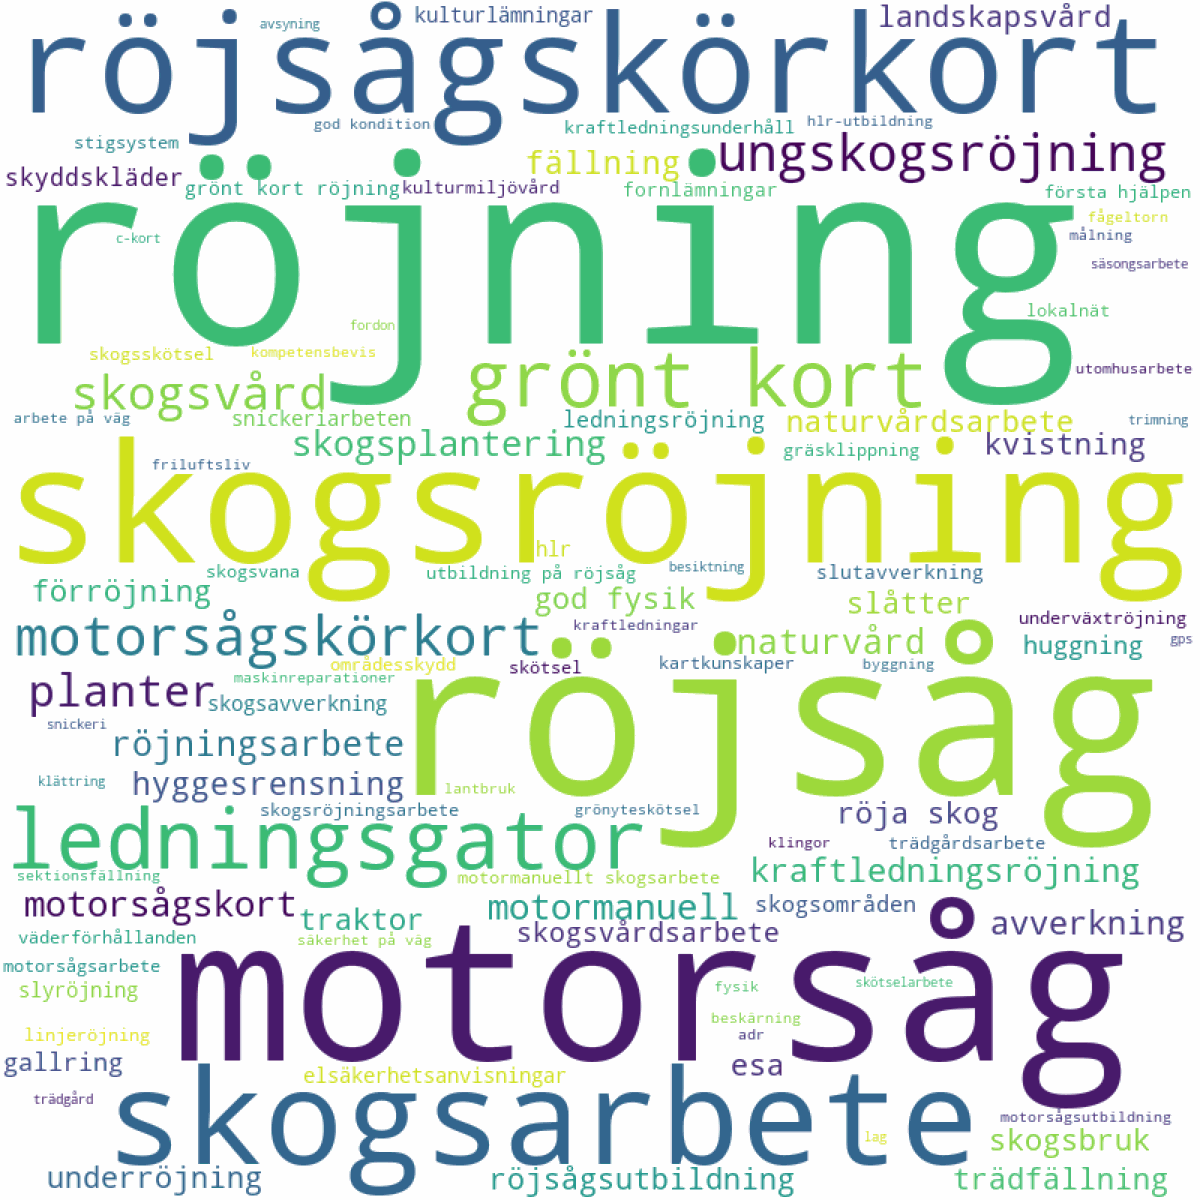 kulturlämningar
landskapsvård
avsyning
röjsågskörkort
god kondition
kraftledningsunderhåll
hlr-utbildning
stigsystem
fällning
ungskogsröjning
skyddskläder
grönt kort röjning
kulturmiljövård
fornlämningar
första hjälpen
fågeltorn
c-kort
målning
röjning
säsongsarbete
lokalnät
fordon
skogsskötsel
kompetensbevis
utomhusarbete
skogsvård
grönt kort
arbete på väg
snickeriarbeten
ledningsröjning
naturvårdsarbete
trimning
skogsplantering
gräsklippning
kvistning
friluftsliv
skogsröjning
hlr
skogsvana
utbildning på röjsåg
besiktning
slutavverkning
förröjning
god fysik
slåtter
motorsågskörkort
kraftledningar
underväxtröjning
naturvård
huggning
gps
områdesskydd
skötsel
kartkunskaper
byggning
maskinreparationer
planter
skogsavverkning
röjsåg
snickeri
röjningsarbete
klättring
hyggesrensning
lantbruk
skogsröjningsarbete
grönyteskötsel
röja skog
ledningsgator
klingor
trädgårdsarbete
sektionsfällning
motormanuellt skogsarbete
kraftledningsröjning
motorsågskort
traktor
motormanuell
skogsområden
avverkning
väderförhållanden
säkerhet på väg
skogsvårdsarbete
motorsågsarbete
slyröjning
fysik
skötselarbete
motorsåg
beskärning
linjeröjning
adr
gallring
esa
elsäkerhetsanvisningar
trädgård
skogsarbete
motorsågsutbildning
lag
skogsbruk
underröjning
röjsågsutbildning
trädfällning